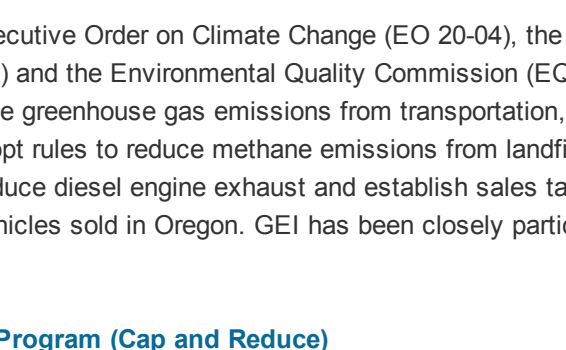 Executive Order on Climate Change (EO 20-04), the
) and the Environmental Quality Commission (EQ
e greenhouse gas emissions from transportation,
opt rules to reduce methane emissions from landfi
duce diesel engine exhaust and establish sales ta
hicles sold in Oregon. GEI has been closely partic
Program (Cap and Reduce)